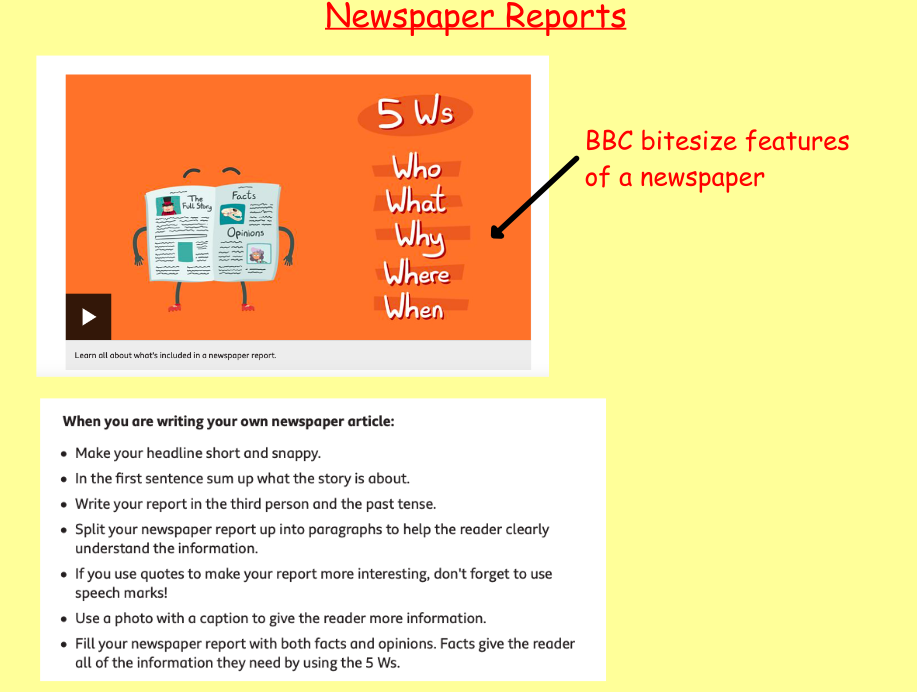 Newspaper Reports
5 Ws
Who
What
Why
Where
When
The
Full Story
Facts
Opinions
Learn all about what's included in a newspaper report.
BBC bitesize features
of a newspaper
When you are writing your own newspaper article:
• Make your headline short and snappy.
• In the first sentence sum up what the story is about.
• Write your report in the third person and the past tense.
• Split your newspaper report up into paragraphs to help the reader clearly
understand the information.
• If you use quotes to make your report more interesting, don't forget to use
speech marks!
• Use a photo with a caption to give the reader more information.
• Fill your newspaper report with both facts and opinions. Facts give the reader
all of the information they need by using the 5 Ws.